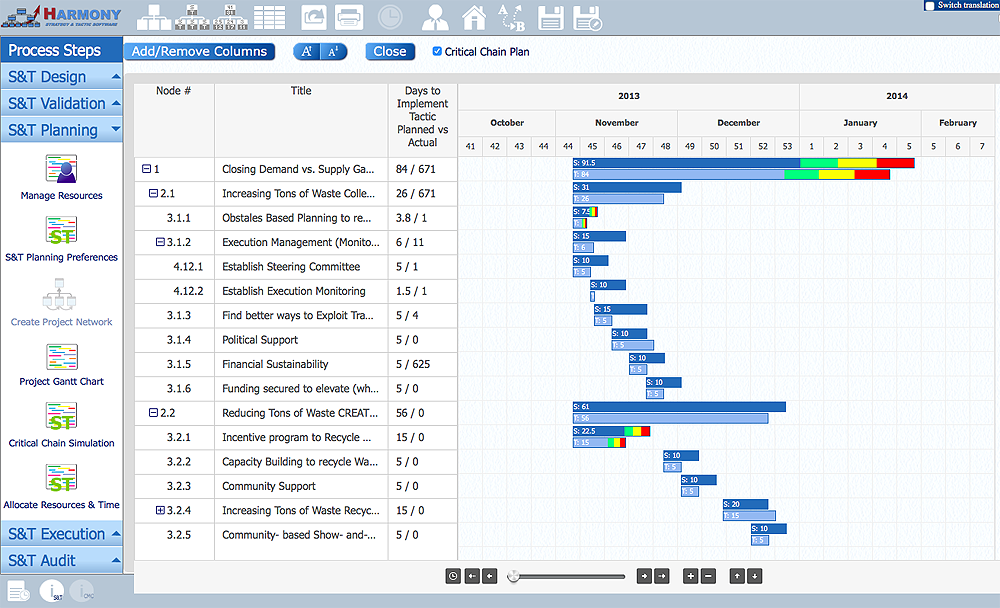 HARMONY
STRATEGY & TACTIC SOFTWARE
Switch translation
Process Steps
Add/Remove Columns
A A
Close
Critical Chain Plan
S&T Design
S&T Validation
S&T Planning
Manage Resources
S&T Planning Preferences
Create Project Network
Project Gantt Chart
Critical Chain Simulation
Allocate Resources & Time
S&T Execution
S&T Audit
Node # Title Days to Implement Tactic Planned vs Actual
2013 2014
October November December January February
41 42 43 44 44 45 46 47 48 49 50 51 52 53 1 2 3 4 5 5 6 7
1 Closing Demand vs. Supply Ga... 84 / 671 S: 91.5
T: 84
2.1 Increasing Tons of Waste Colle... 26 / 671 S: 31
T: 26
3.1.1 Obstales Based Planning to re... 3.8 / 1
3.1.2 Execution Management (Monito... 6 / 11 S: 15
T: 6
4.12.1 Establish Steering Committee 5 / 1 S: 10
T: 5
4.12.2 Establish Execution Monitoring 1.5 / 1 S: 10
3.1.3 Find better ways to Exploit Tra... 5 / 4 S: 15
T: 5
3.1.4 Political Support 5 / 0 S: 10
T: 5
3.1.5 Financial Sustainability 5 / 625 S: 10
T: 5
3.1.6 Funding secured to elevate (wh... 5 / 0 S: 10
T: 5
2.2 Reducing Tons of Waste CREAT... 56 / 0 S: 61
T: 56
3.2.1 Incentive program to Recycle ... 15 / 0 S: 22.5
T: 15
3.2.2 Capacity Building to recycle Wa... 5 / 0 S: 10
T: 5
3.2.3 Community Support 5 / 0 S: 10
T: 5
3.2.4 Increasing Tons of Waste Recyc... 15 / 0 S: 20
T: 15
3.2.5 Community- based Show- and-... 5 / 0 S: 10
T: 5